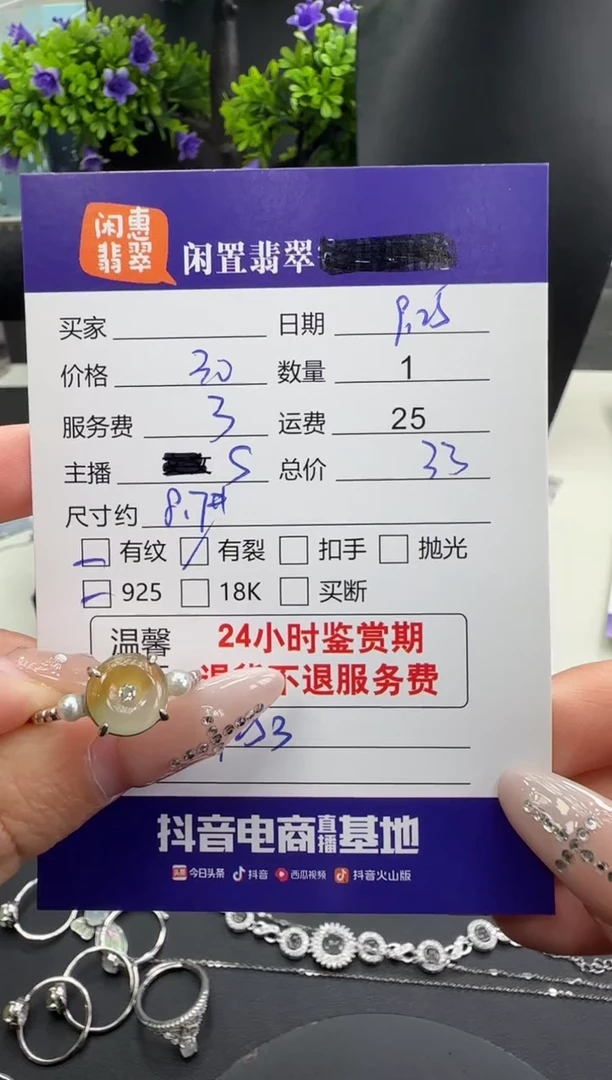 闲惠
翡翠
闲置翡翠
买家 日期 9.25
价格 30 数量 1
服务费 3 运费 25
主播 S 总价 33
尺寸约 8.7#
有纹 有裂 扣手 抛光
925 18K 买断
温馨 24小时鉴赏期
退货不退服务费
抖音电商直播基地
头条 今日头条 抖音 西瓜视频 抖音火山版